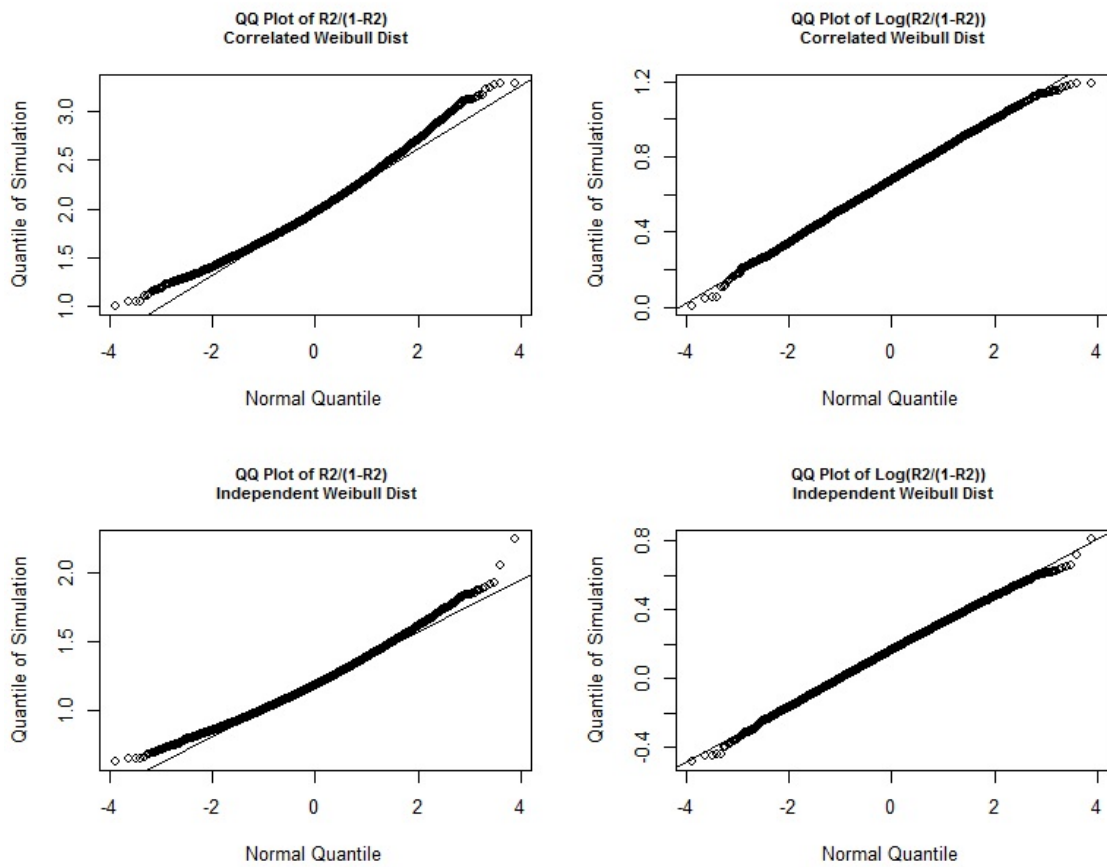 QQ Plot of R2/(1-R2)
Correlated Weibull Dist
Quantile of Simulation
3.0
2.5
2.0
1.5
1.0
-4 -2 0 2 4
Normal Quantile
QQ Plot of Log(R2/(1-R2))
Correlated Weibull Dist
Quantile of Simulation
1.2
0.8
0.4
0.0
-4 -2 0 2 4
Normal Quantile
QQ Plot of R2/(1-R2)
Independent Weibull Dist
Quantile of Simulation
2.0
1.5
1.0
-4 -2 0 2 4
Normal Quantile
QQ Plot of Log(R2/(1-R2))
Independent Weibull Dist
Quantile of Simulation
0.8
0.4
0.0
-0.4
-4 -2 0 2 4
Normal Quantile